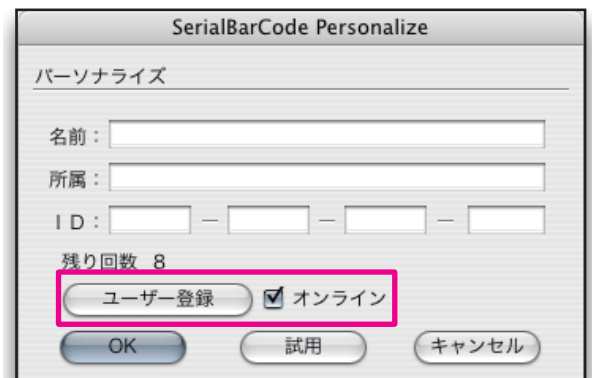 SerialBarCode Personalize
パーソナライズ
名前：
所属：
ＩＤ： － － －
残り回数 8
ユーザー登録 オンライン
OK 試用 キャンセル